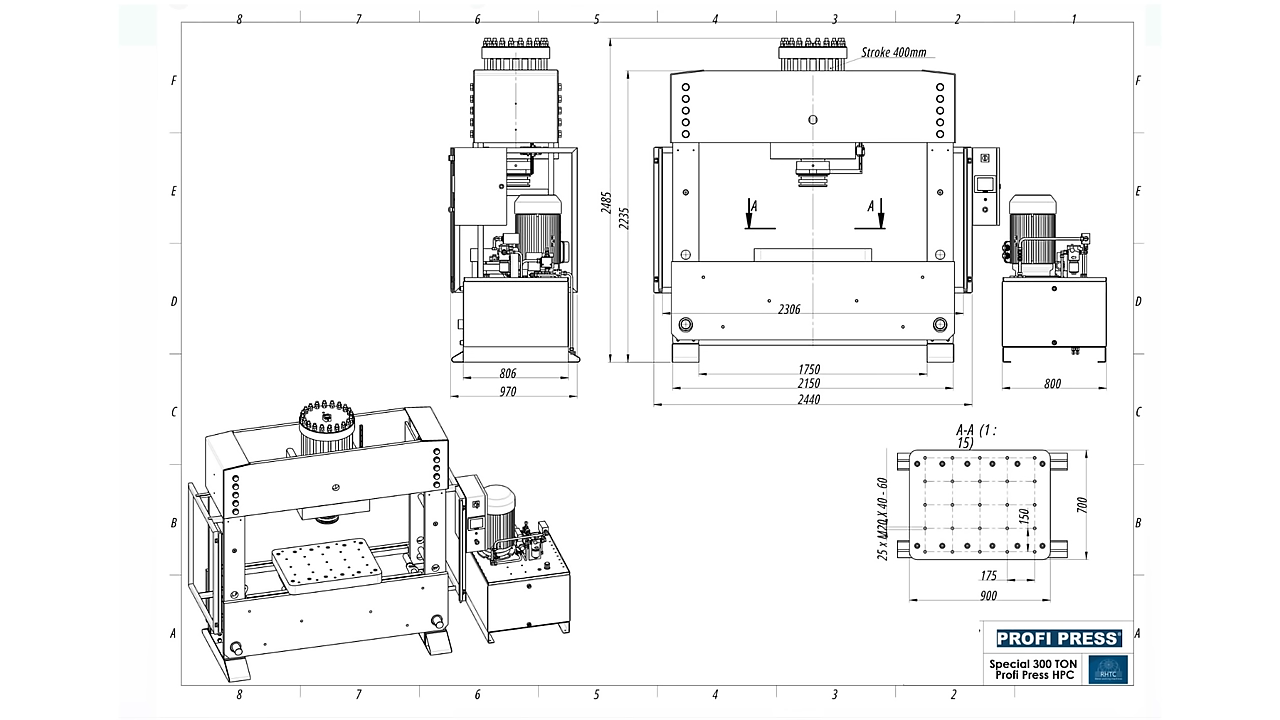 8 7 6 5 4 3 2 1
F F
Stroke 400mm
E E
2485
2235
A A
D D
2306
1750
806
2150
970
2440
800
C C
A-A (1 :
15)
25 x M20 X 40 - 60
150
700
B B
175
900
A A
PROFI PRESS®
Special 300 TON
Profi Press HPC
RHTC
8 7 6 5 4 3 2